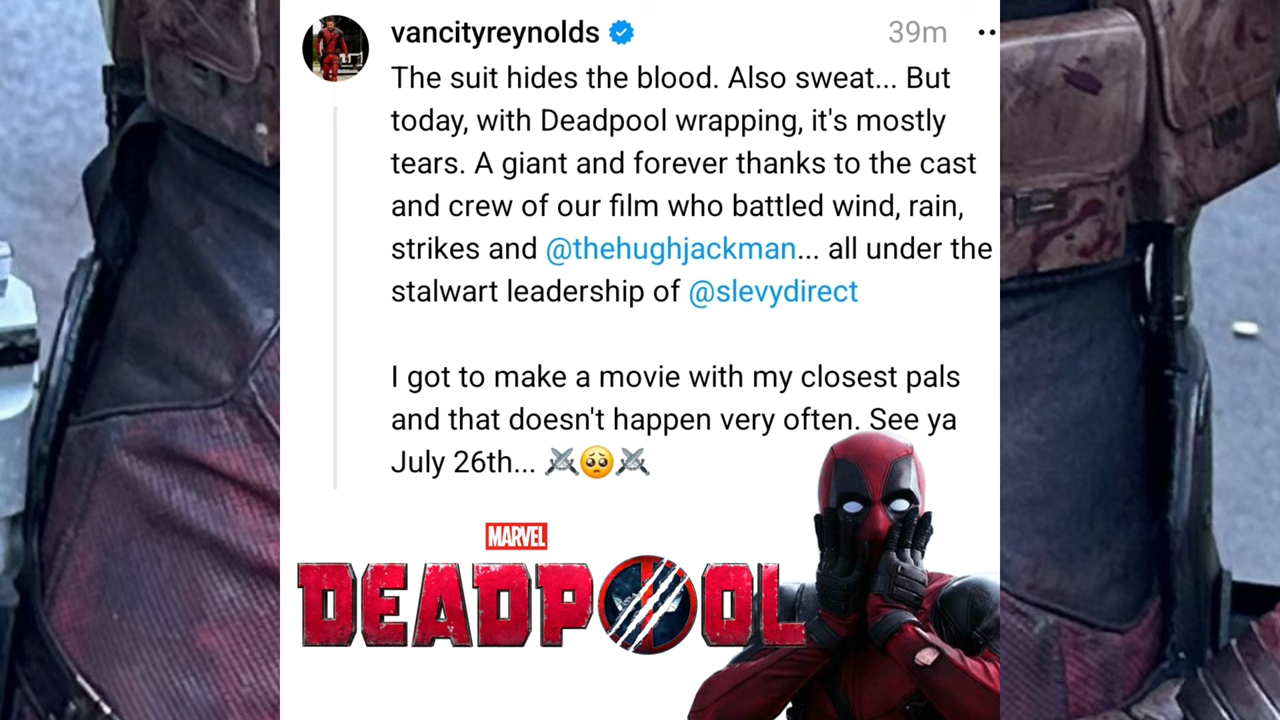 vancityreynolds 39m ••
The suit hides the blood. Also sweat... But
today, with Deadpool wrapping, it's mostly
tears. A giant and forever thanks to the cast
and crew of our film who battled wind, rain,
strikes and @thehughjackman... all under the
stalwart leadership of @slevydirect
I got to make a movie with my closest pals
and that doesn't happen very often. See ya
July 26th... ⚔️🥺⚔️
MARVEL
DEADPOOL